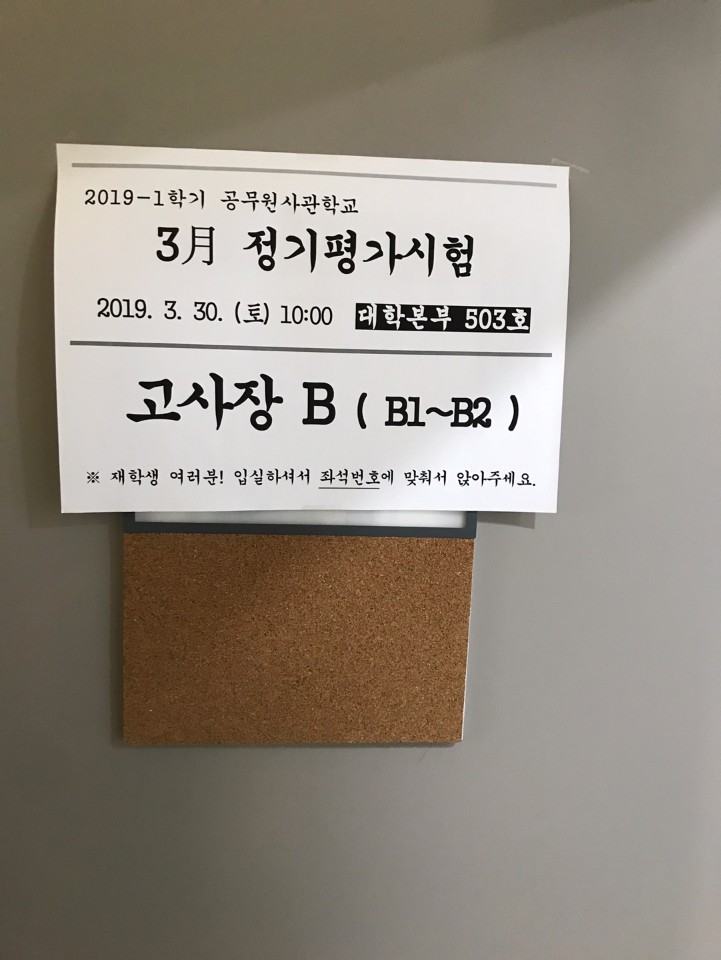 2019-1학기 공무원사관학교
3月 정기평가시험
2019. 3. 30. (토) 10:00 대학본부 503호
고사장 B ( B1~B2 )
※ 재학생 여러분! 입실하셔서 좌석번호에 맞춰서 앉아주세요.